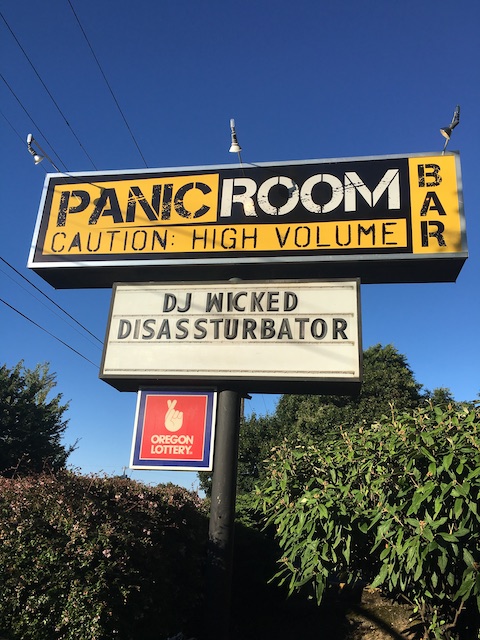 PANIC ROOM BAR
CAUTION: HIGH VOLUME
DJ WICKED
DISASSTURBATOR
OREGON
LOTTERY